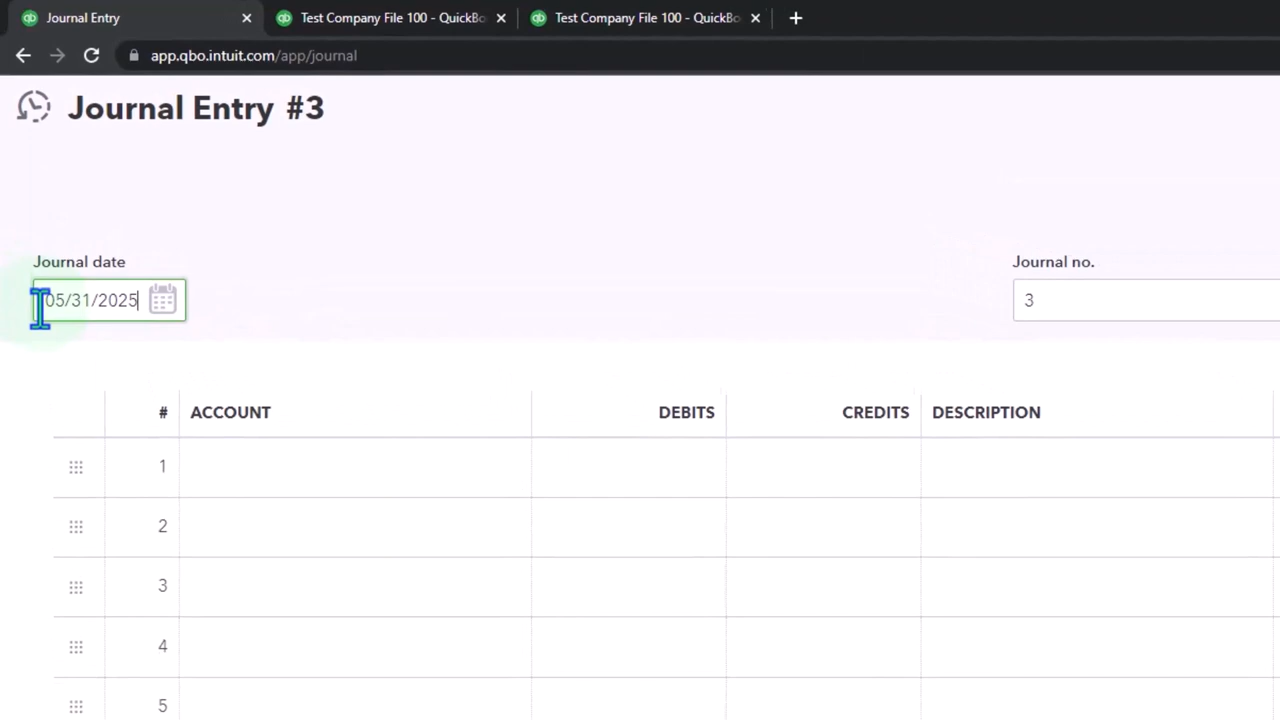 Journal Entry
Test Company File 100 - QuickBo
Test Company File 100 - QuickBo
app.qbo.intuit.com/app/journal
Journal Entry #3
Journal date
Journal no.
05/31/2025
3
# ACCOUNT DEBITS CREDITS DESCRIPTION
1
2
3
4
5